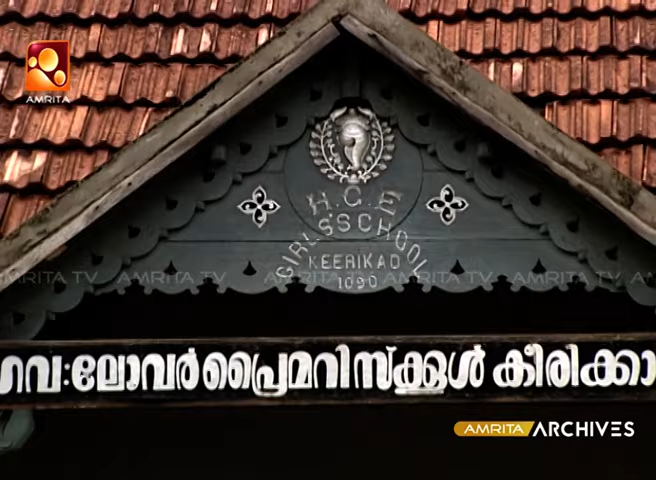 AMRITA
H.G.E
GIRLS'SCHOOL
KEERIKAD
1090
AMRITA TV AMRITA TV AMRITA TV AMRITA TV AMRITA TV
ഗവ:ലോവർപ്രൈമറിസ്ക്കൂൾ കീരിക്കാ
AMRITA ARCHIVES